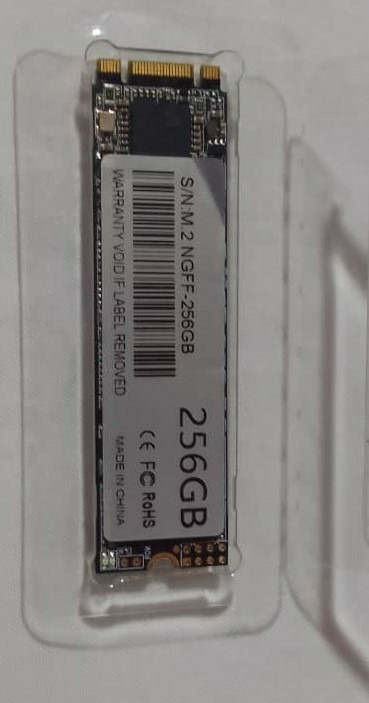 256GB
CE FC RoHS
MADE IN CHINA
S/N:M.2 NGFF-256GB
WARRANTY VOID IF LABEL REMOVED